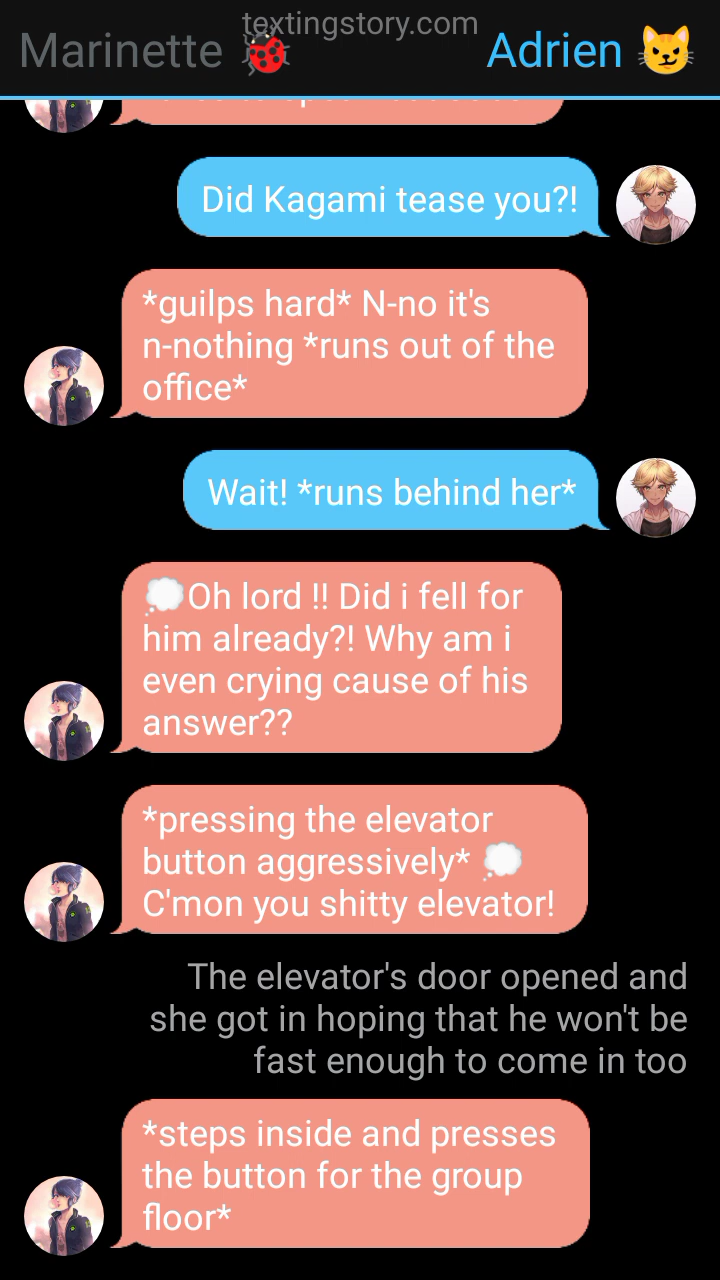 textingstory.com
Marinette 🐞
Adrien 😼
Did Kagami tease you?!
*guilps hard* N-no it's
n-nothing *runs out of the
office*
Wait! *runs behind her*
💭Oh lord !! Did i fell for
him already?! Why am i
even crying cause of his
answer??
*pressing the elevator
button aggressively* 💭
C'mon you shitty elevator!
The elevator's door opened and
she got in hoping that he won't be
fast enough to come in too
*steps inside and presses
the button for the group
floor*